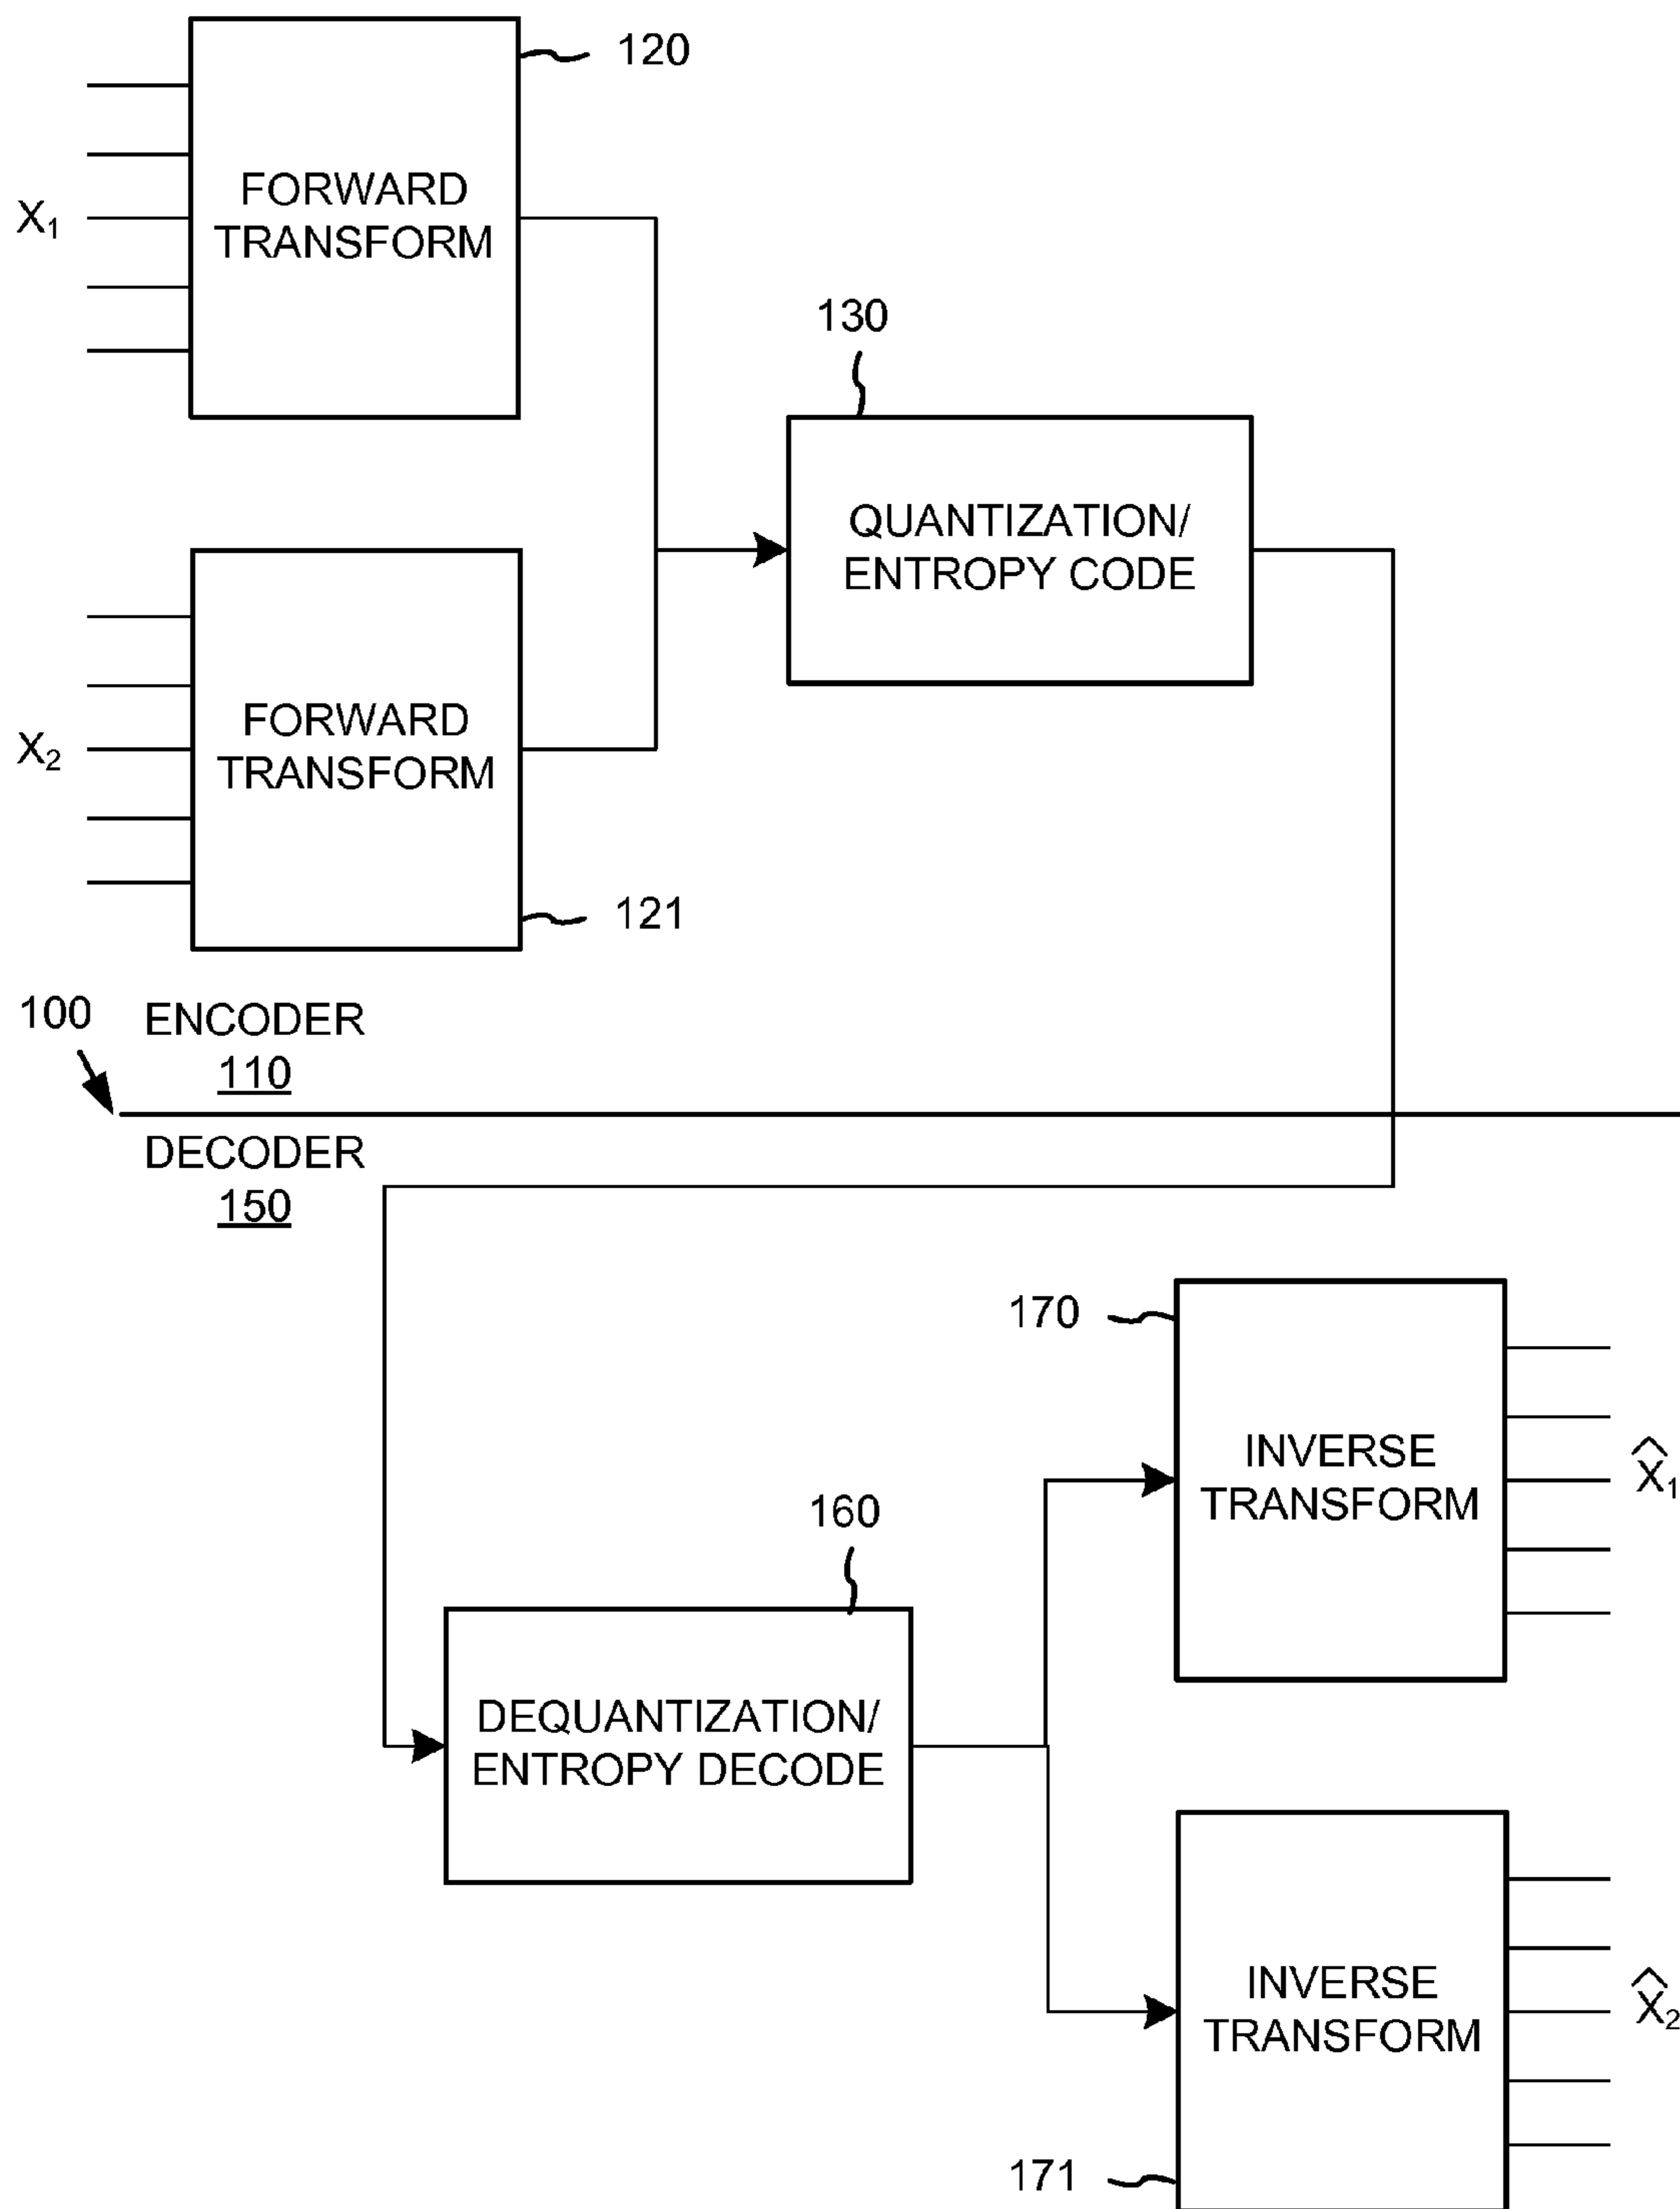 120
FORWARD
TRANSFORM
X₁
130
QUANTIZATION/
ENTROPY CODE
FORWARD
TRANSFORM
X₂
121
100
ENCODER
110
DECODER
150
170
INVERSE
TRANSFORM
X̂₁
160
DEQUANTIZATION/
ENTROPY DECODE
INVERSE
TRANSFORM
X̂₂
171